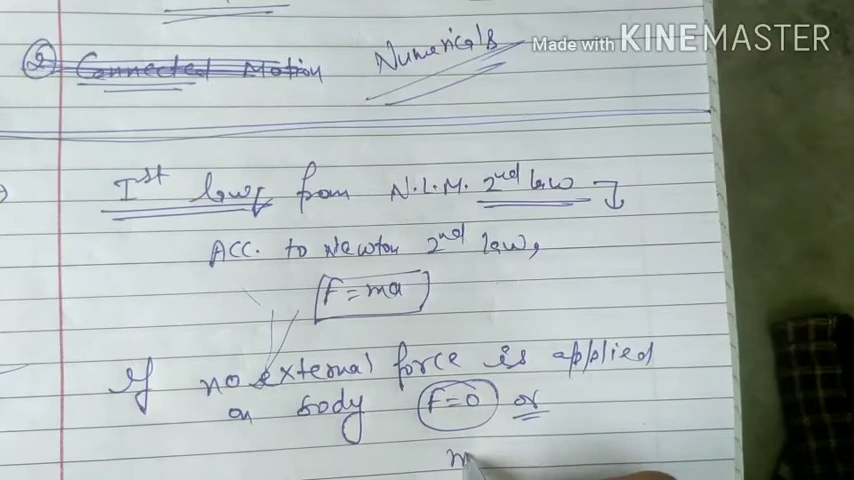 ② Connected Motion Numericals
Made with KINEMASTER
Ist law from N.L.M. 2nd law
ACC. to Newton 2nd law,
F = ma
If no external force is applied
on body F=0 or
m